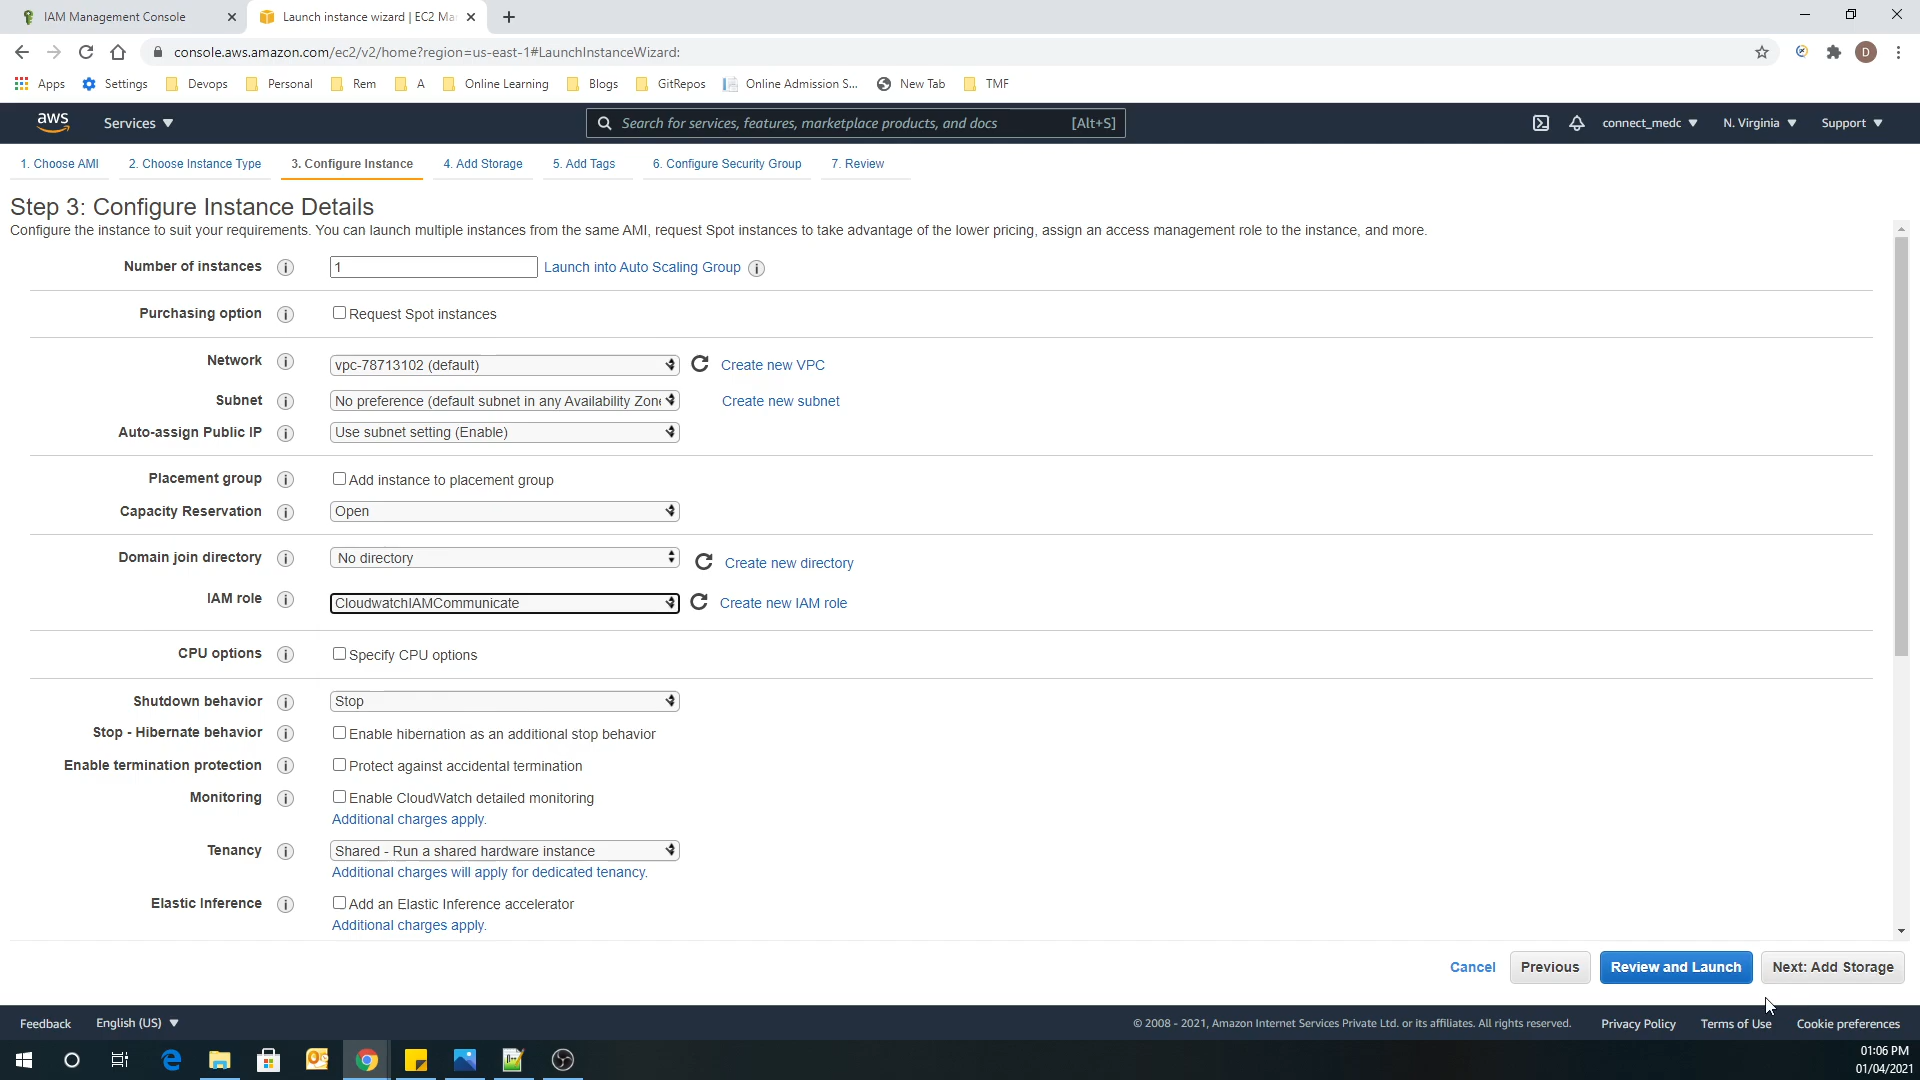 IAM Management Console
Launch instance wizard | EC2 Ma
console.aws.amazon.com/ec2/v2/home?region=us-east-1#LaunchInstanceWizard:
D
Apps Settings Devops Personal Rem A Online Learning Blogs GitRepos Online Admission S... New Tab TMF
aws Services Search for services, features, marketplace products, and docs [Alt+S] connect_medc N. Virginia Support
1. Choose AMI 2. Choose Instance Type 3. Configure Instance 4. Add Storage 5. Add Tags 6. Configure Security Group 7. Review
Step 3: Configure Instance Details
Configure the instance to suit your requirements. You can launch multiple instances from the same AMI, request Spot instances to take advantage of the lower pricing, assign an access management role to the instance, and more.
Number of instances i 1 Launch into Auto Scaling Group i
Purchasing option i Request Spot instances
Network i vpc-78713102 (default) Create new VPC
Subnet i No preference (default subnet in any Availability Zone Create new subnet
Auto-assign Public IP i Use subnet setting (Enable)
Placement group i Add instance to placement group
Capacity Reservation i Open
Domain join directory i No directory Create new directory
IAM role i CloudwatchIAMCommunicate Create new IAM role
CPU options i Specify CPU options
Shutdown behavior i Stop
Stop - Hibernate behavior i Enable hibernation as an additional stop behavior
Enable termination protection i Protect against accidental termination
Monitoring i Enable CloudWatch detailed monitoring
Additional charges apply.
Tenancy i Shared - Run a shared hardware instance
Additional charges will apply for dedicated tenancy.
Elastic Inference i Add an Elastic Inference accelerator
Additional charges apply.
Cancel Previous Review and Launch Next: Add Storage
Feedback English (US) © 2008 - 2021, Amazon Internet Services Private Ltd. or its affiliates. All rights reserved. Privacy Policy Terms of Use Cookie preferences
01:06 PM
01/04/2021